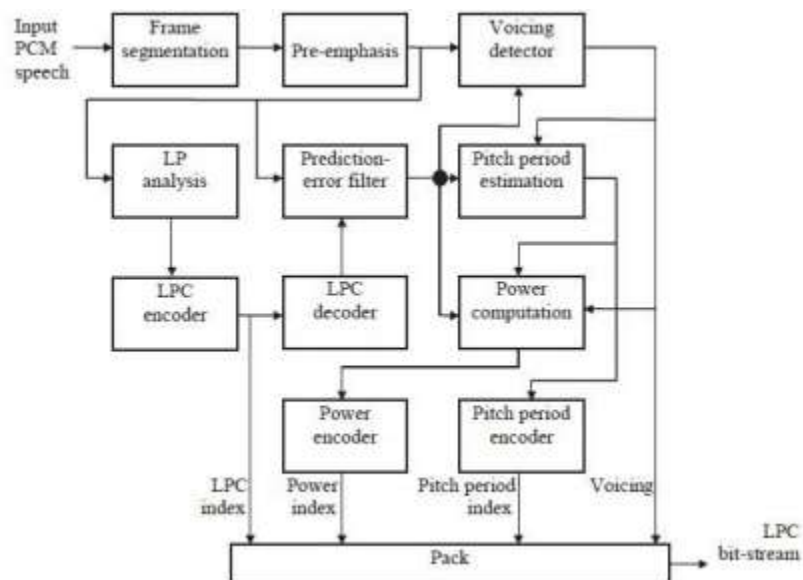 Input
PCM
speech
Frame
segmentation
Pre-emphasis
Voicing
detector
LP
analysis
Prediction-
error filter
Pitch period
estimation
LPC
encoder
LPC
decoder
Power
computation
Power
encoder
Pitch period
encoder
LPC
index
Power
index
Pitch period
index
Voicing
Pack
LPC
bit-stream